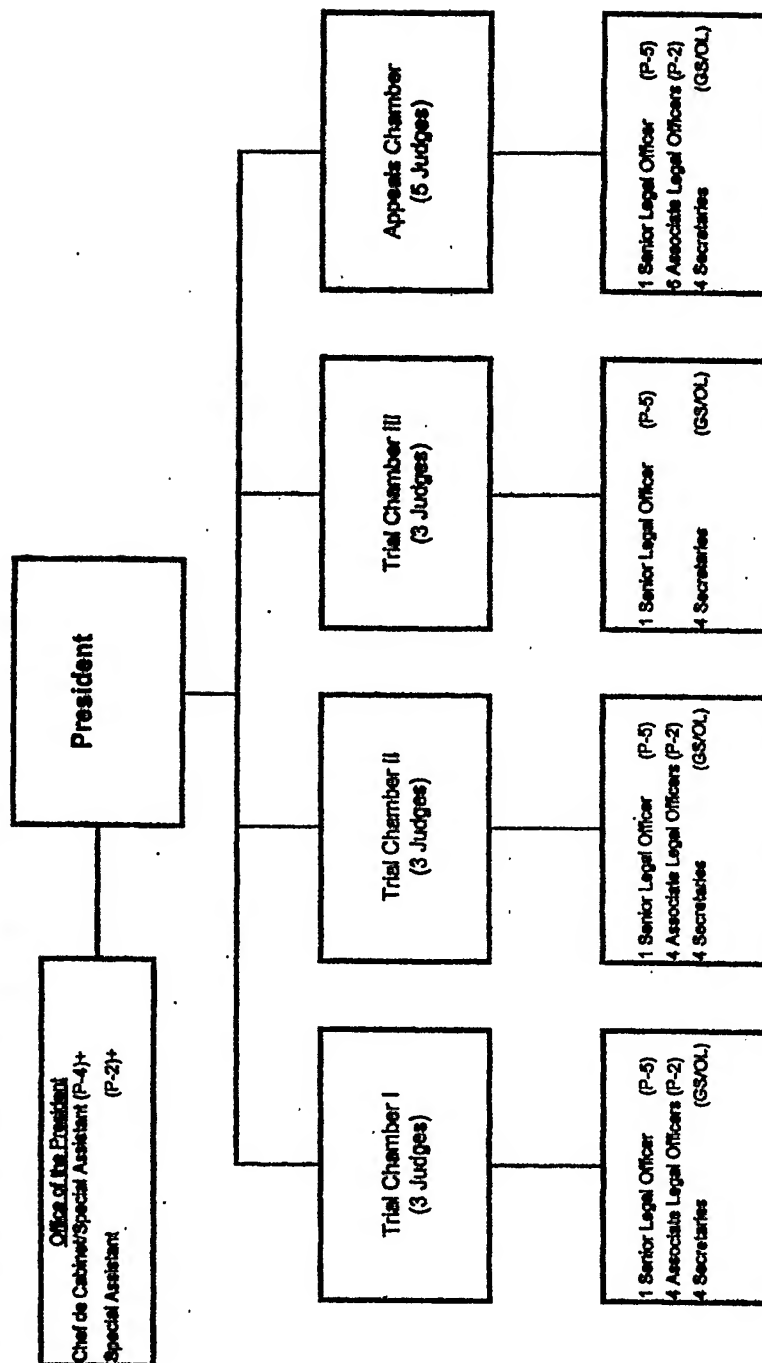 Office of the President
Chef de Cabinet/Special Assistant (P-4)+
Special Assistant (P-2)+
President
Trial Chamber I
(3 Judges)
Trial Chamber II
(3 Judges)
Trial Chamber III
(3 Judges)
Appeals Chamber
(5 Judges)
1 Senior Legal Officer (P-5)
4 Associate Legal Officers (P-2)
4 Secretaries (GS/OL)
1 Senior Legal Officer (P-5)
4 Associate Legal Officers (P-2)
4 Secretaries (GS/OL)
1 Senior Legal Officer (P-5)
4 Secretaries (GS/OL)
1 Senior Legal Officer (P-5)
Associate Legal Officers (P-2)
4 Secretaries (GS/OL)